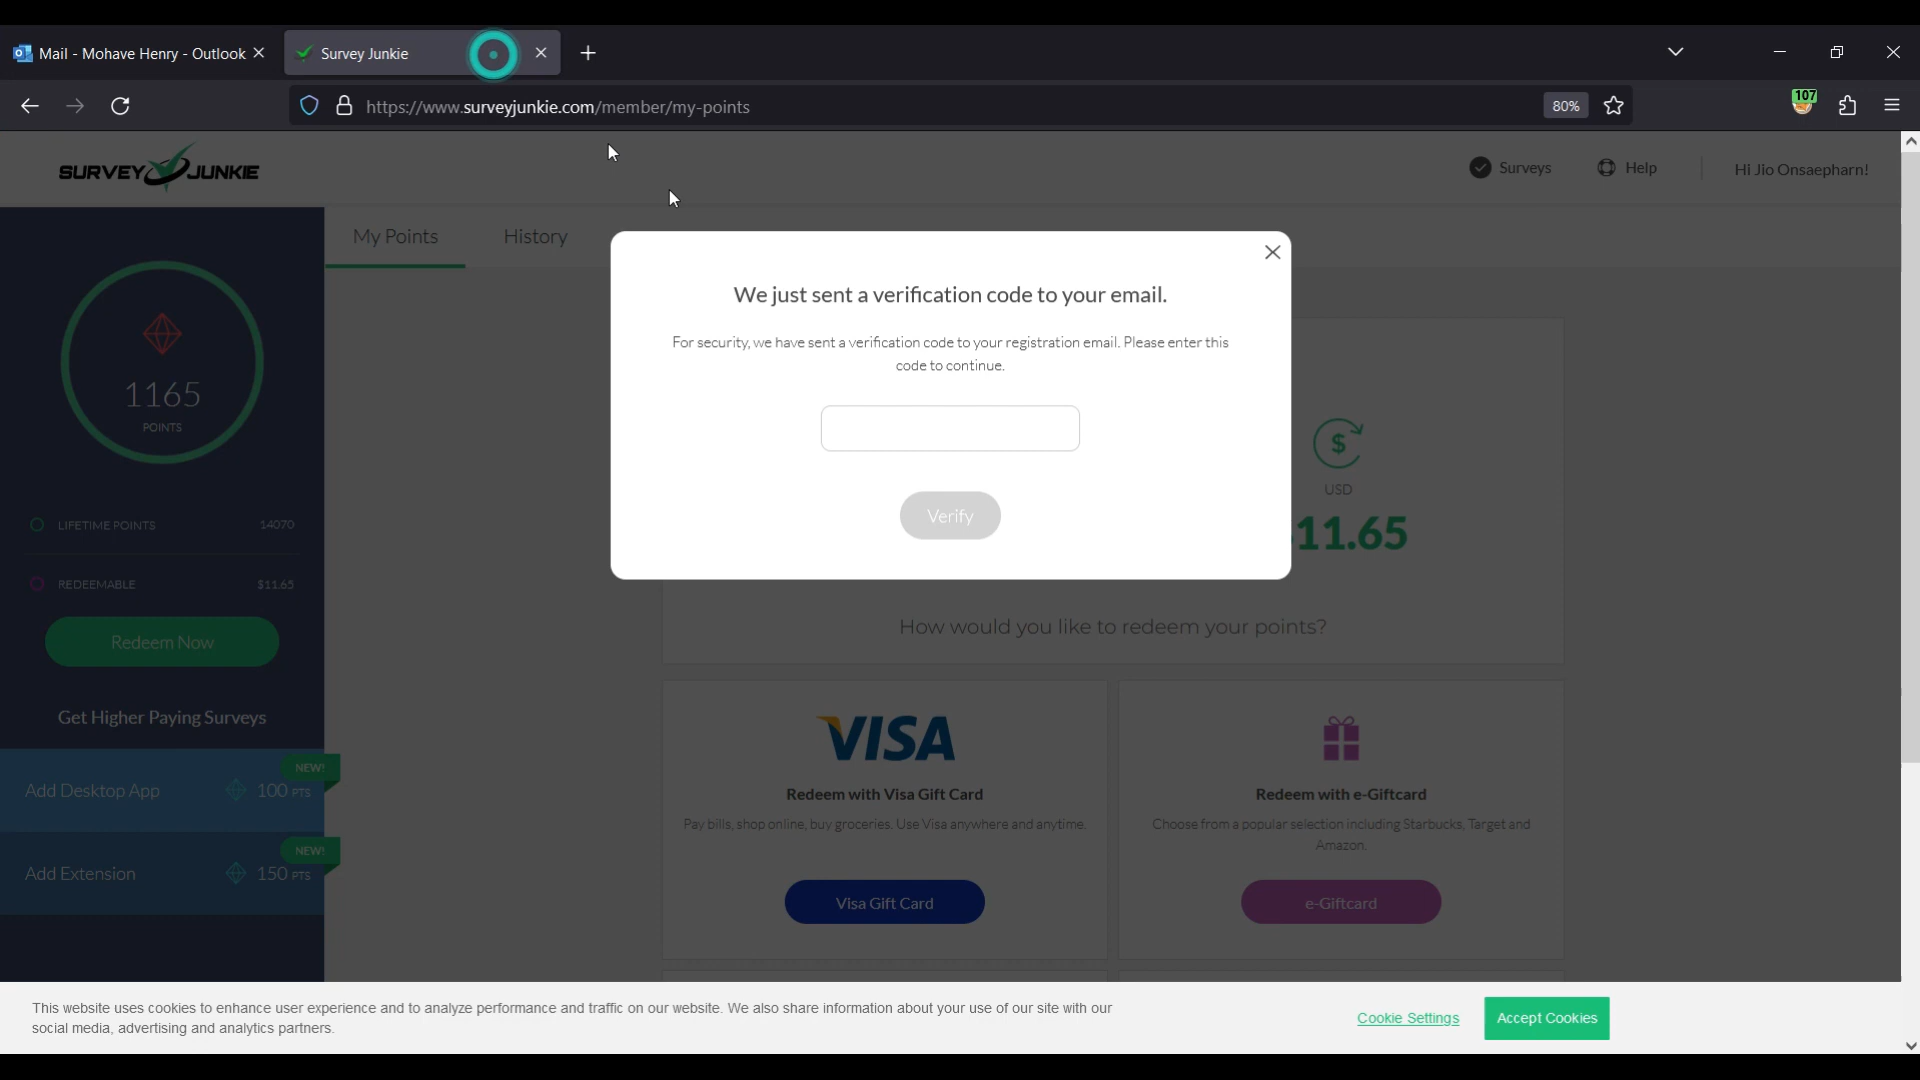 Mail - Mohave Henry - Outlook
Survey Junkie
https://www.surveyjunkie.com/member/my-points
80%
107
SURVEY JUNKIE
Surveys
Help
Hi Jio Onsaepharn!
My Points
History
We just sent a verification code to your email.
For security, we have sent a verification code to your registration email. Please enter this
code to continue.
Verify
1165
POINTS
LIFETIME POINTS 14070
REDEEMABLE $11.65
Redeem Now
Get Higher Paying Surveys
NEW!
Add Desktop App 100 PTS
NEW!
Add Extension 150 PTS
$
USD
11.65
How would you like to redeem your points?
VISA
Redeem with Visa Gift Card
Pay bills, shop online, buy groceries. Use Visa anywhere and anytime.
Visa Gift Card
Redeem with e-Giftcard
Choose from a popular selection including Starbucks, Target and
Amazon.
e-Giftcard
This website uses cookies to enhance user experience and to analyze performance and traffic on our website. We also share information about your use of our site with our
social media, advertising and analytics partners.
Cookie Settings
Accept Cookies